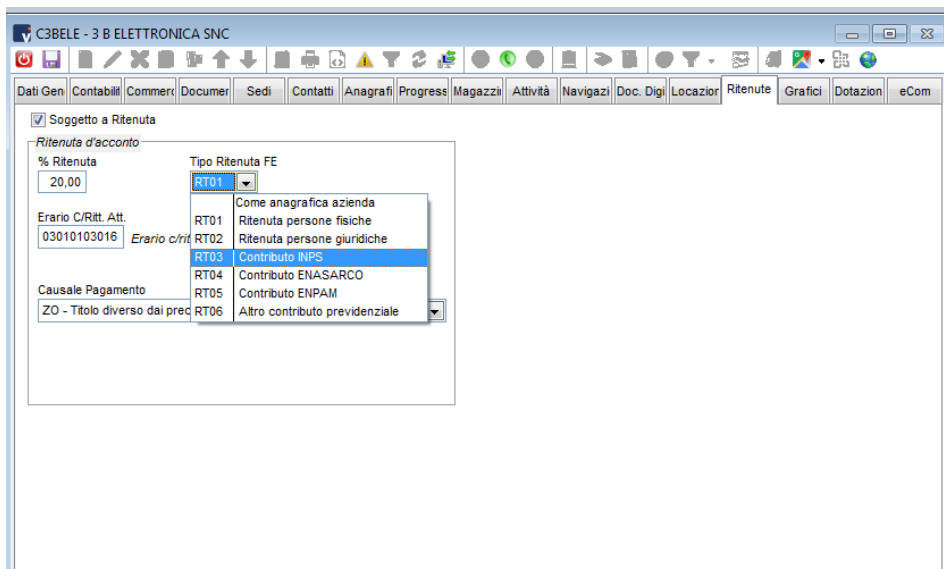 C3BELE - 3 B ELETTRONICA SNC
Dati Gen Contabilit Commerc Documer Sedi Contatti Anagrafi Progress Magazzin Attività Navigazi Doc. Digi Locazior Ritenute Grafici Dotazion eCom
Soggetto a Ritenuta
Ritenuta d'acconto
% Ritenuta Tipo Ritenuta FE
20,00 RT01
Come anagrafica azienda
Erario C/Ritt. Att. RT01 Ritenuta persone fisiche
03010103016 Erario c/rit RT02 Ritenuta persone giuridiche
RT03 Contributo INPS
RT04 Contributo ENASARCO
Causale Pagamento RT05 Contributo ENPAM
ZO - Titolo diverso dai prec RT06 Altro contributo previdenziale